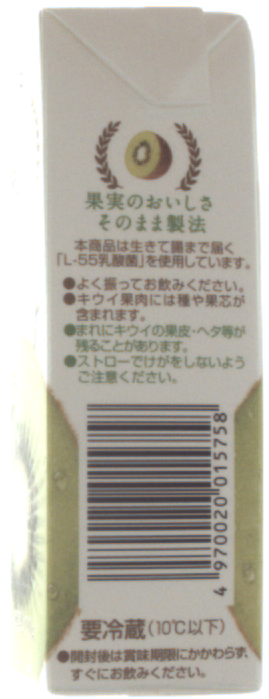 果実のおいしさ
そのまま製法
本商品は生きて腸まで届く
「L-55乳酸菌」を使用しています。
●よく振ってお飲みください。
●キウイ果肉には種や果芯が
含まれます。
●まれにキウイの果皮・ヘタ等が
残ることがあります。
●ストローでけがをしないよう
ご注意ください。
4 970020 015758
要冷蔵(10℃以下)
●開封後は賞味期限にかかわらず、
すぐにお飲みください。